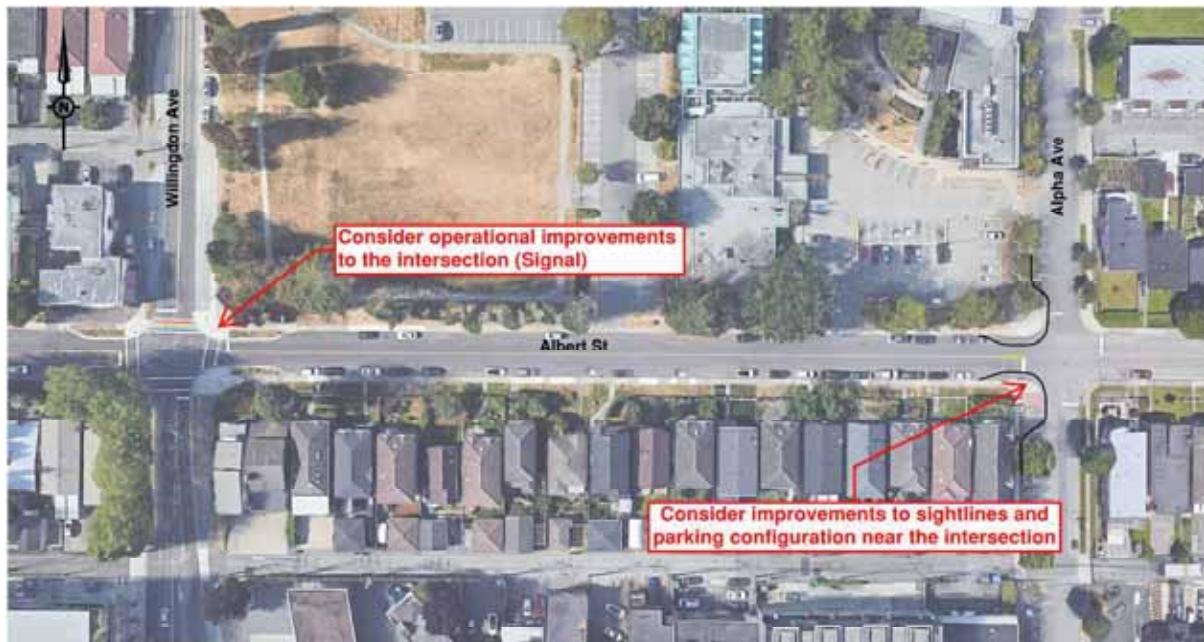 N
Willingdon Ave
Alpha Ave
Consider operational improvements
to the intersection (Signal)
Albert St
Consider improvements to sightlines and
parking configuration near the intersection